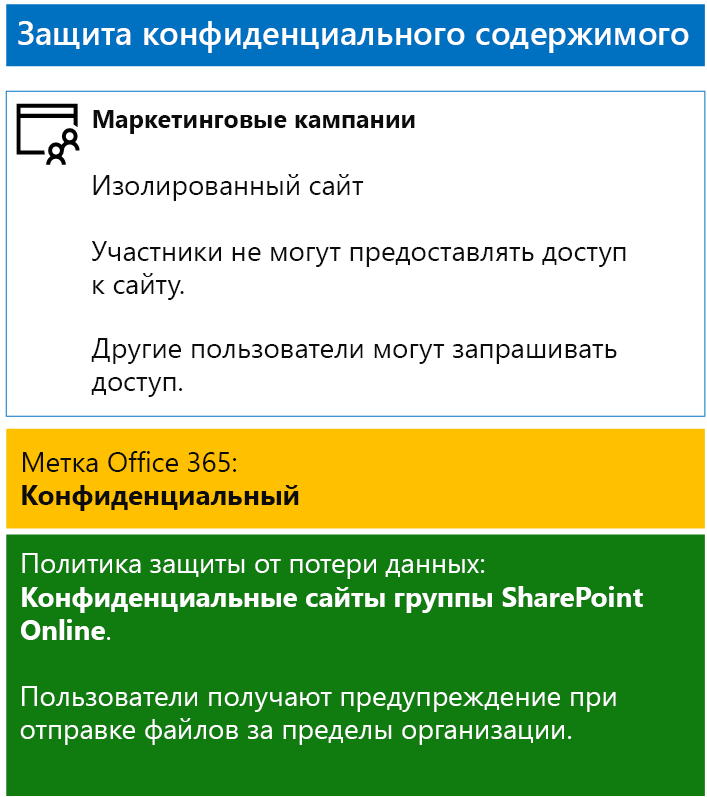 Защита конфиденциального содержимого
Маркетинговые кампании
Изолированный сайт
Участники не могут предоставлять доступ
к сайту.
Другие пользователи могут запрашивать
доступ.
Метка Office 365:
Конфиденциальный
Политика защиты от потери данных:
Конфиденциальные сайты группы SharePoint
Online.
Пользователи получают предупреждение при
отправке файлов за пределы организации.